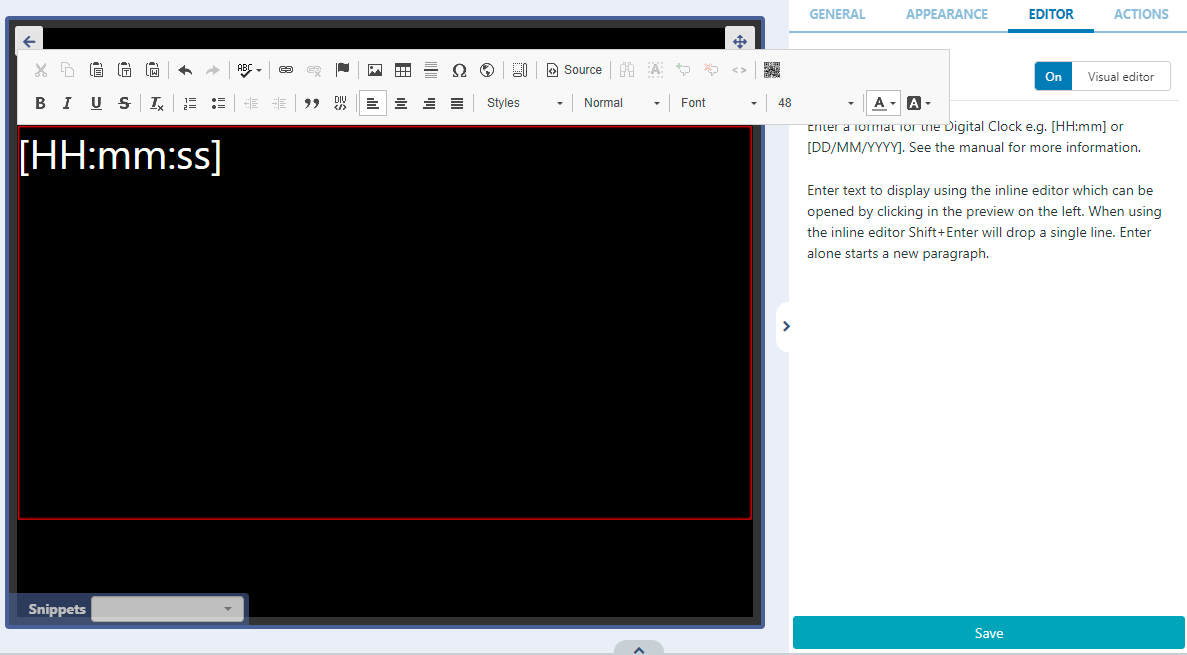 GENERAL APPEARANCE EDITOR ACTIONS
ABC Source A
On Visual editor
B I U S Ix DIV Styles Normal Font 48 A A
Enter a format for the Digital Clock e.g. [HH:mm] or
[DD/MM/YYYY]. See the manual for more information.
[HH:mm:ss]
Enter text to display using the inline editor which can be
opened by clicking in the preview on the left. When using
the inline editor Shift+Enter will drop a single line. Enter
alone starts a new paragraph.
Snippets
Save